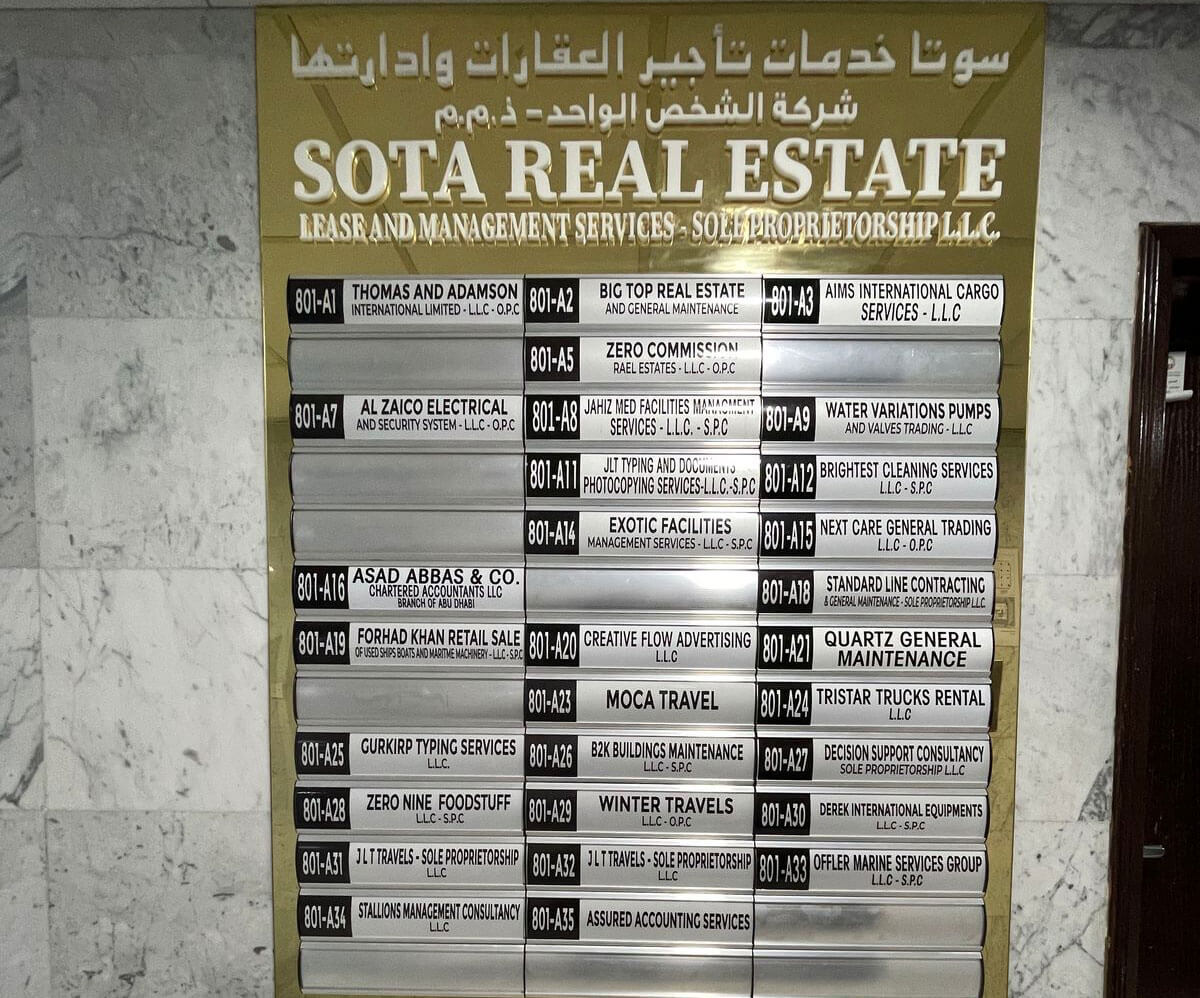 سوتا خدمات تأجير العقارات وادارتها
شركة الشخص الواحد - ذ.م.م
SOTA REAL ESTATE
LEASE AND MANAGEMENT SERVICES - SOLE PROPRIETORSHIP L.L.C.
801-A1
THOMAS AND ADAMSON
INTERNATIONAL LIMITED - L.L.C - O.P.C
801-A2
BIG TOP REAL ESTATE
AND GENERAL MAINTENANCE
801-A3
AIMS INTERNATIONAL CARGO
SERVICES - L.L.C
801-A5
ZERO COMMISSION
RAEL ESTATES - L.L.C - O.P.C
801-A7
AL ZAICO ELECTRICAL
AND SECURITY SYSTEM - L.L.C - O.P.C
801-A8
JAHIZ MED FACILITIES MANAGMENT
SERVICES - L.L.C. - S.P.C
801-A9
WATER VARIATIONS PUMPS
AND VALVES TRADING - L.L.C
801-A11
JLT TYPING AND DOCUMENTS
PHOTOCOPYING SERVICES-L.L.C.-S.P.C
801-A12
BRIGHTEST CLEANING SERVICES
L.L.C - S.P.C
801-A14
EXOTIC FACILITIES
MANAGEMENT SERVICES - L.L.C - S.P.C
801-A15
NEXT CARE GENERAL TRADING
L.L.C - O.P.C
801-A16
ASAD ABBAS & CO.
CHARTERED ACCOUNTANTS LLC
BRANCH OF ABU DHABI
801-A18
STANDARD LINE CONTRACTING
& GENERAL MAINTENANCE - SOLE PROPRIETORSHIP L.L.C.
801-A19
FORHAD KHAN RETAIL SALE
OF USED SHIPS BOATS AND MARITME MACHINERY - L.L.C - S.P.C
801-A20
CREATIVE FLOW ADVERTISING
L.L.C
801-A21
QUARTZ GENERAL
MAINTENANCE
801-A23
MOCA TRAVEL
801-A24
TRISTAR TRUCKS RENTAL
L.L.C
801-A25
GURKIRP TYPING SERVICES
L.L.C.
801-A26
B2K BUILDINGS MAINTENANCE
L.L.C - S.P.C
801-A27
DECISION SUPPORT CONSULTANCY
SOLE PROPRIETORSHIP L.L.C
801-A28
ZERO NINE FOODSTUFF
L.L.C - S.P.C
801-A29
WINTER TRAVELS
L.L.C - O.P.C
801-A30
DEREK INTERNATIONAL EQUIPMENTS
L.L.C - S.P.C
801-A31
J L T TRAVELS - SOLE PROPRIETORSHIP
L.L.C
801-A32
J L T TRAVELS - SOLE PROPRIETORSHIP
L.L.C
801-A33
OFFLER MARINE SERVICES GROUP
L.L.C - S.P.C
801-A34
STALLIONS MANAGEMENT CONSULTANCY
L.L.C
801-A35
ASSURED ACCOUNTING SERVICES